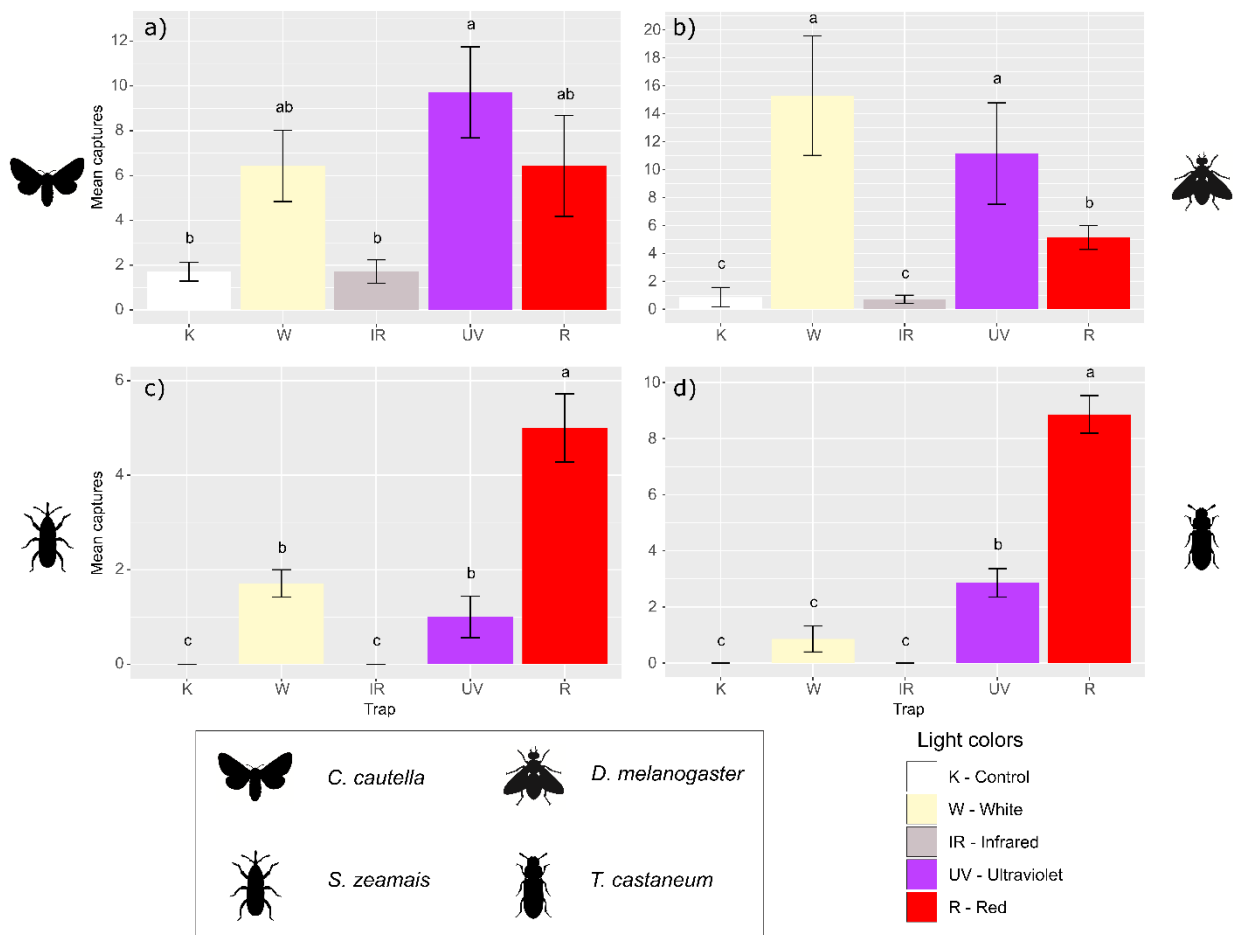 a)
Mean captures
12
10
8
6
4
2
0
b
ab
b
a
ab
K W IR UV R
b)
20
18
16
14
12
10
8
6
4
2
0
c
a
c
a
b
K W IR UV R
c)
Mean captures
6
4
2
0
c
b
c
b
a
K W IR UV R
Trap
d)
10
8
6
4
2
0
c
c
c
b
a
K W IR UV R
Trap
C. cautella
D. melanogaster
S. zeamais
T. castaneum
Light colors
K - Control
W - White
IR - Infrared
UV - Ultraviolet
R - Red